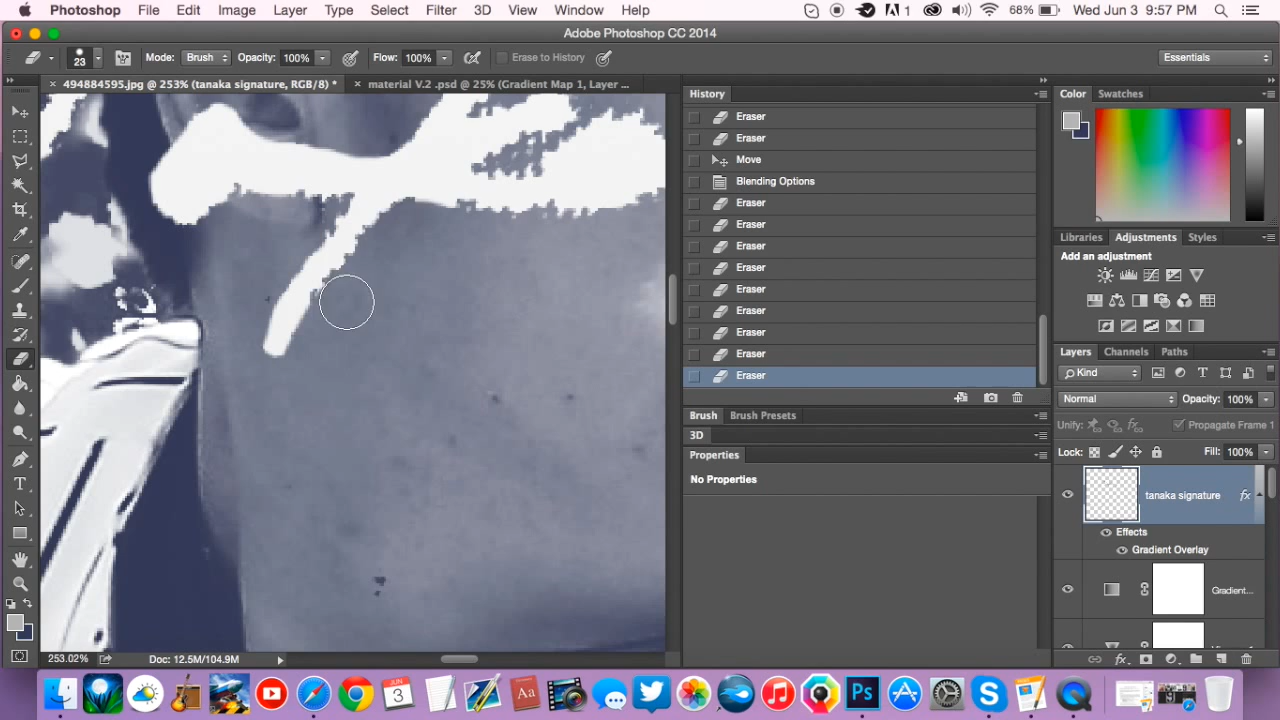 Photoshop File Edit Image Layer Type Select Filter 3D View Window Help 1 68% Wed Jun 3 9:57 PM
Adobe Photoshop CC 2014
23 Mode: Brush Opacity: 100% Flow: 100% Erase to History Essentials
494884595.jpg @ 253% (tanaka signature, RGB/8) * material V.2 .psd @ 25% (Gradient Map 1, Layer ...
History
Eraser
Eraser
Move
Blending Options
Eraser
Eraser
Eraser
Eraser
Eraser
Eraser
Eraser
Eraser
Eraser
Brush Brush Presets
3D
Properties
No Properties
Color Swatches
Libraries Adjustments Styles
Add an adjustment
Layers Channels Paths
Kind
Normal Opacity: 100%
Unify: Propagate Frame 1
Lock: Fill: 100%
tanaka signature fx
Effects
Gradient Overlay
Gradient...
253.02% Doc: 12.5M/104.9M
JUN
3
Aa
Ps